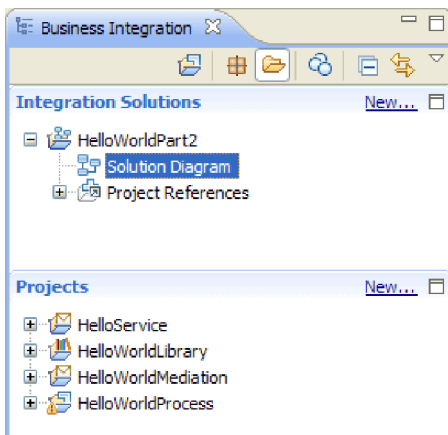 Business Integration
Integration Solutions New...
HelloWorldPart2
Solution Diagram
Project References
Projects New...
HelloService
HelloWorldLibrary
HelloWorldMediation
HelloWorldProcess